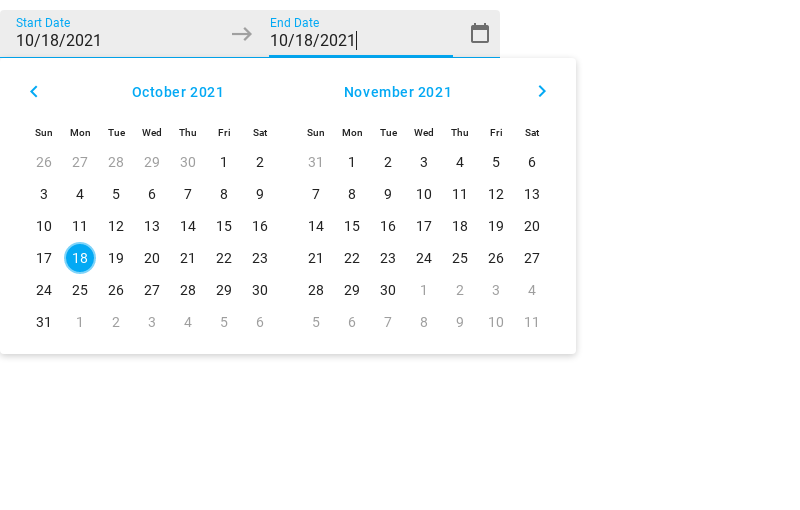 Start Date End Date
10/18/2021 10/18/2021
October 2021 November 2021
Sun Mon Tue Wed Thu Fri Sat Sun Mon Tue Wed Thu Fri Sat
26 27 28 29 30 1 2 31 1 2 3 4 5 6
3 4 5 6 7 8 9 7 8 9 10 11 12 13
10 11 12 13 14 15 16 14 15 16 17 18 19 20
17 18 19 20 21 22 23 21 22 23 24 25 26 27
24 25 26 27 28 29 30 28 29 30 1 2 3 4
31 1 2 3 4 5 6 5 6 7 8 9 10 11